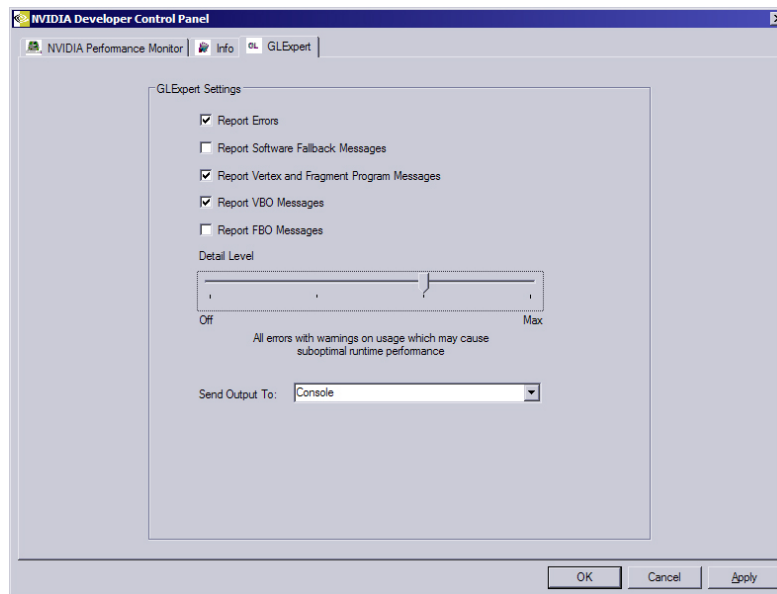 NVIDIA Developer Control Panel
NVIDIA Performance Monitor
Info
GL
GLExpert
GLExpert Settings
Report Errors
Report Software Fallback Messages
Report Vertex and Fragment Program Messages
Report VBO Messages
Report FBO Messages
Detail Level
Off
Max
All errors with warnings on usage which may cause
suboptimal runtime performance
Send Output To:
Console
OK
Cancel
Apply